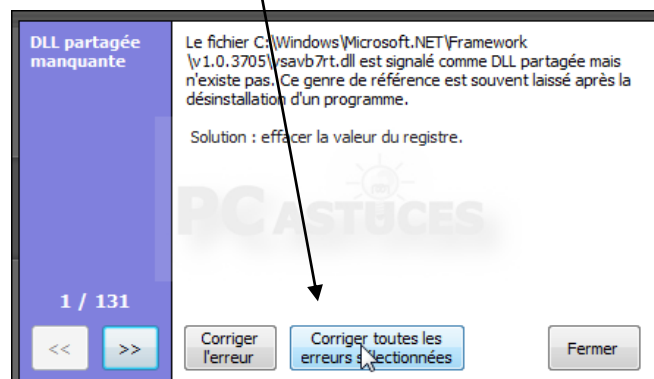 DLL partagée
manquante
Le fichier C:\Windows\Microsoft.NET\Framework
\v1.0.3705\vsavb7rt.dll est signalé comme DLL partagée mais
n'existe pas. Ce genre de référence est souvent laissé après la
désinstallation d'un programme.
Solution : effacer la valeur du registre.
PC ASTUCES
1 / 131
<<
>>
Corriger
l'erreur
Corriger toutes les
erreurs sélectionnées
Fermer